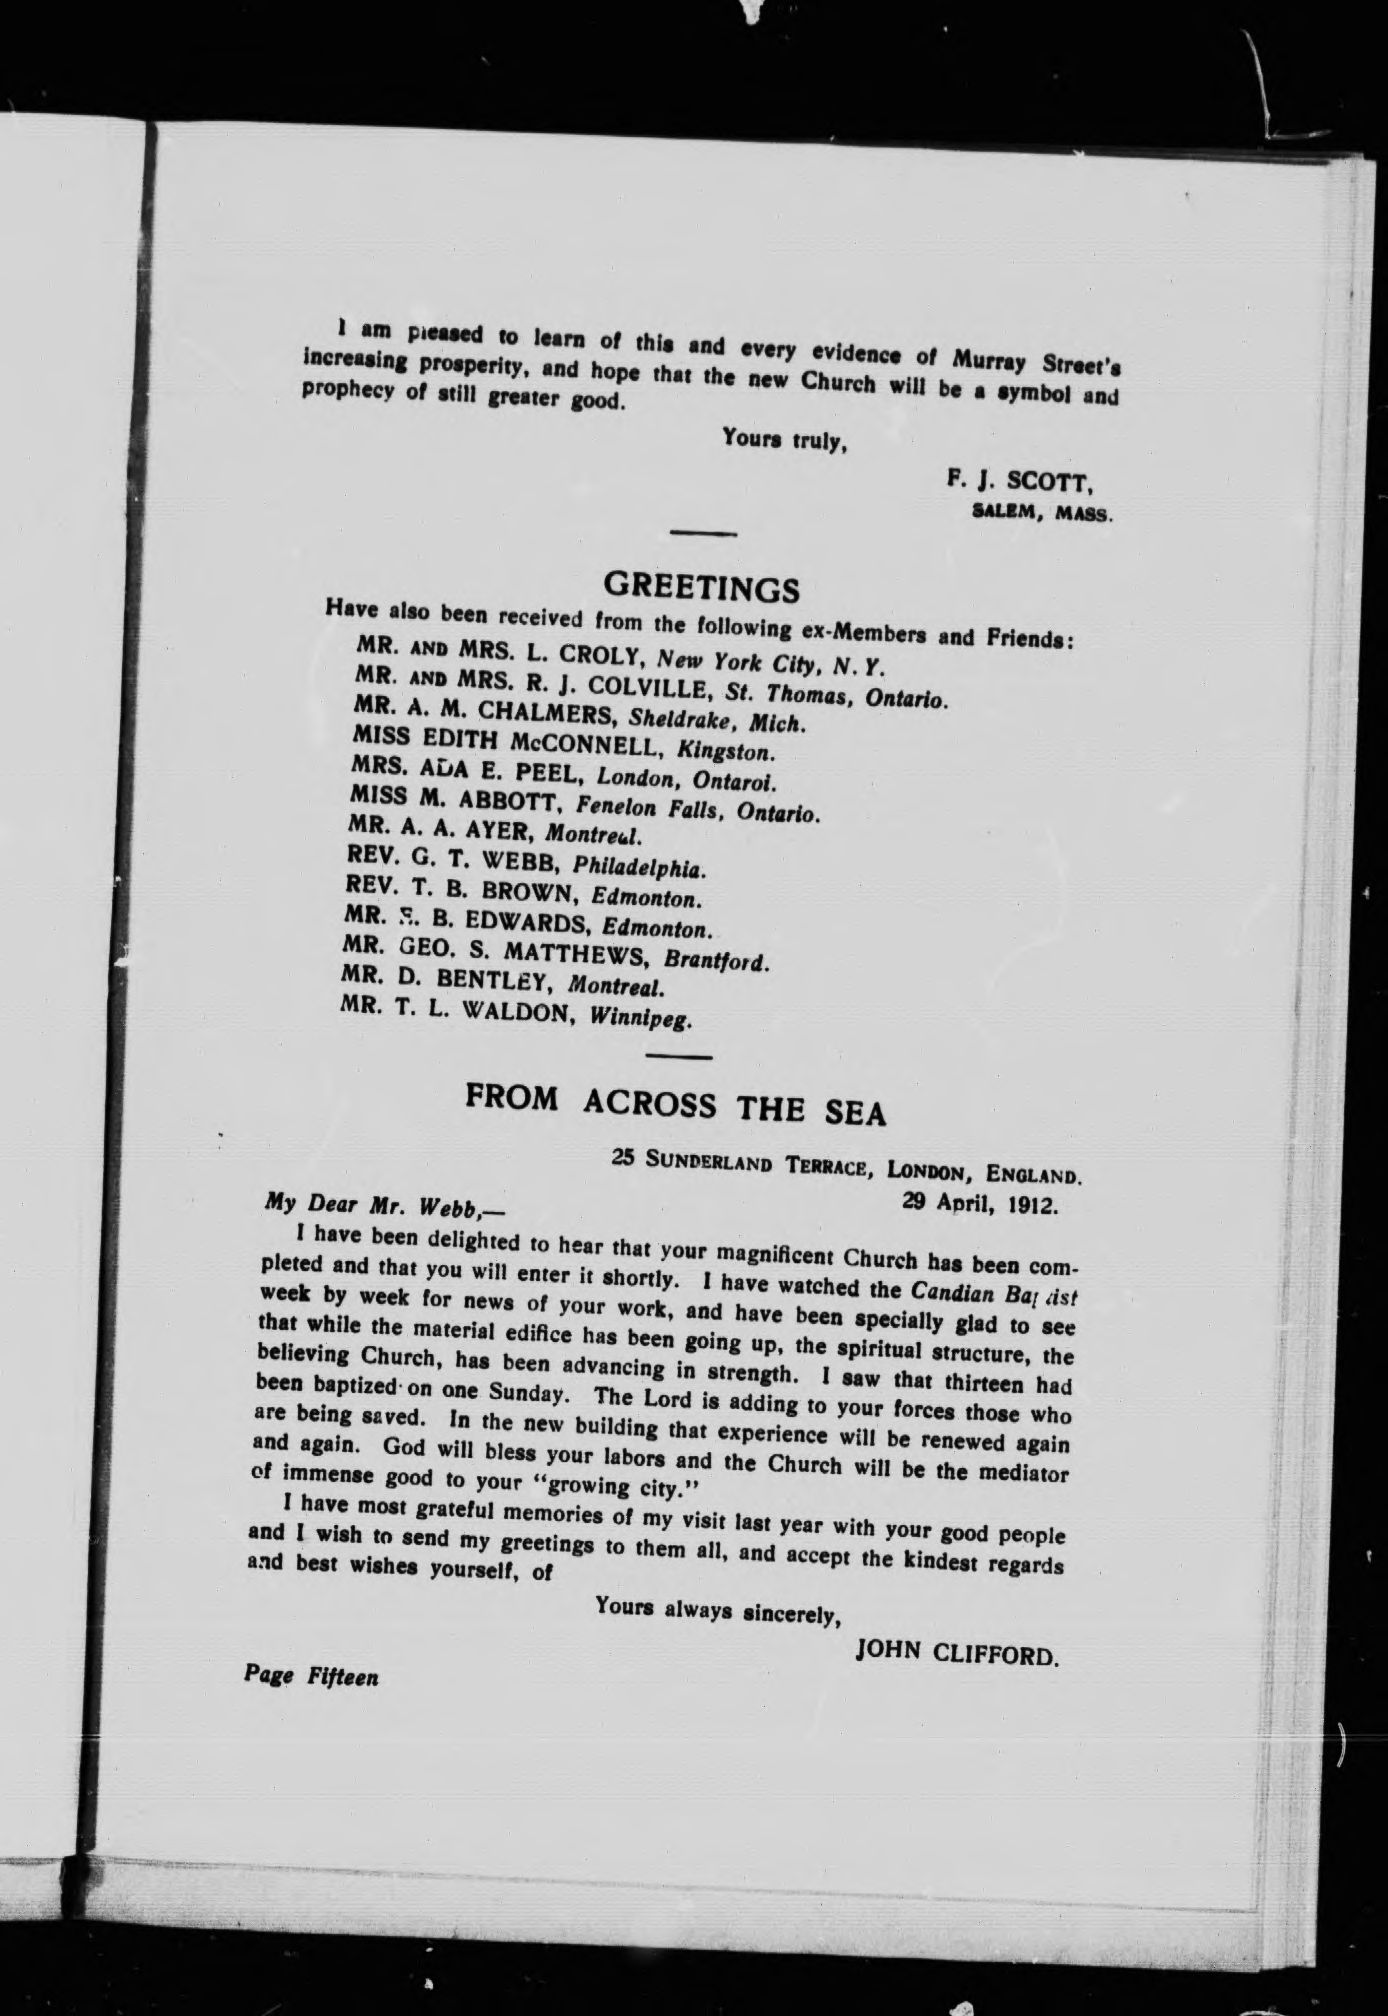 I am pleased to learn of this and every evidence of Murray Street's
increasing prosperity, and hope that the new Church will be a symbol and
prophecy of still greater good.
Yours truly,
F. J. SCOTT,
SALEM, MASS.
GREETINGS
Have also been received from the following ex-Members and Friends:
MR. AND MRS. L. CROLY, New York City, N. Y.
MR. AND MRS. R. J. COLVILLE, St. Thomas, Ontario.
MR. A. M. CHALMERS, Sheldrake, Mich.
MISS EDITH McCONNELL, Kingston.
MRS. ADA E. PEEL, London, Ontaroi.
MISS M. ABBOTT, Fenelon Falls, Ontario.
MR. A. A. AYER, Montreal.
REV. G. T. WEBB, Philadelphia.
REV. T. B. BROWN, Edmonton.
MR. B. EDWARDS, Edmonton.
MR. GEO. S. MATTHEWS, Brantford.
MR. D. BENTLEY, Montreal.
MR. T. L. WALDON, Winnipeg.
FROM ACROSS THE SEA
25 SUNDERLAND TERRACE, LONDON, ENGLAND.
29 April, 1912.
My Dear Mr. Webb,—
I have been delighted to hear that your magnificent Church has been com-
pleted and that you will enter it shortly. I have watched the Candian Baptist
week by week for news of your work, and have been specially glad to see
that while the material edifice has been going up, the spiritual structure, the
believing Church, has been advancing in strength. I saw that thirteen had
been baptized on one Sunday. The Lord is adding to your forces those who
are being saved. In the new building that experience will be renewed again
and again. God will bless your labors and the Church will be the mediator
of immense good to your "growing city."
I have most grateful memories of my visit last year with your good people
and I wish to send my greetings to them all, and accept the kindest regards
and best wishes yourself, of
Yours always sincerely,
JOHN CLIFFORD.
Page Fifteen